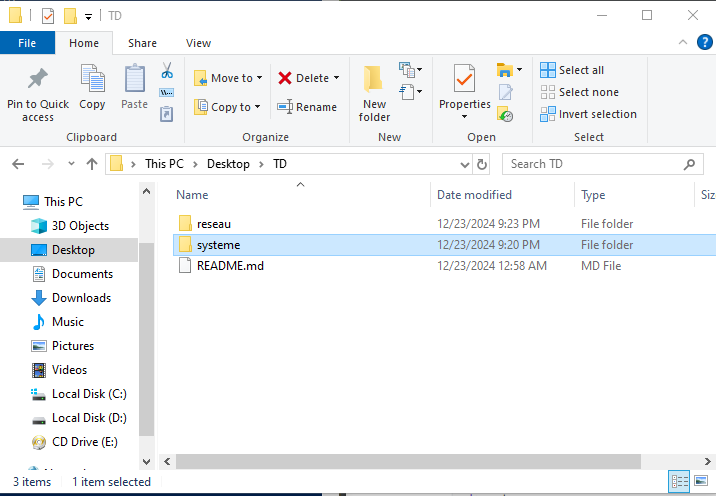 TD
File Home Share View
Pin to Quick access
Copy
Paste
Move to
Copy to
Delete
Rename
New folder
Properties
Select all
Select none
Invert selection
Clipboard Organize New Open Select
This PC Desktop TD
Search TD
Name Date modified Type Siz
reseau 12/23/2024 9:23 PM File folder
systeme 12/23/2024 9:20 PM File folder
README.md 12/23/2024 12:58 AM MD File
This PC
3D Objects
Desktop
Documents
Downloads
Music
Pictures
Videos
Local Disk (C:)
Local Disk (D:)
CD Drive (E:)
3 items 1 item selected